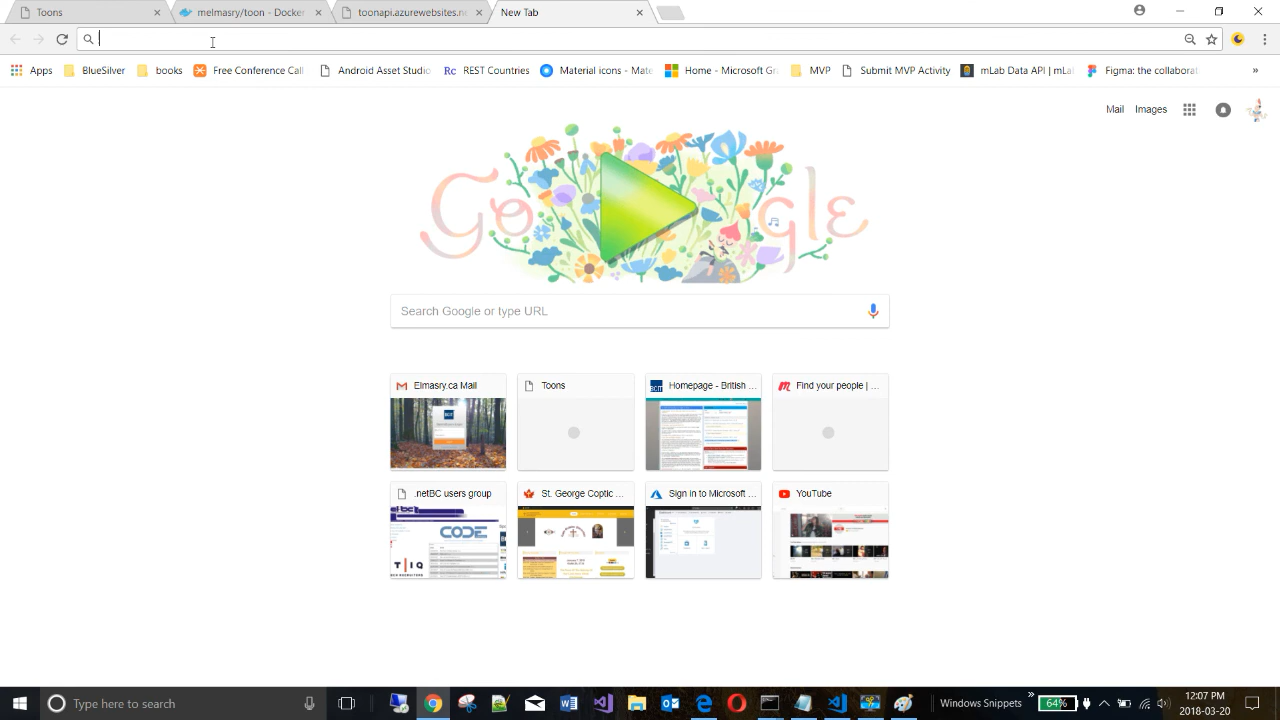 Toons
melmasry/toon - Docker
toonapi.azurewebsites.ne
New Tab
Apps
BlueSilver
books
Free Conference Call
Android Asset Studio
Rc REST Countries
Material icons - Mate
Home - Microsoft Gr
MVP
Submit MVP Activity
mLab Data API | mLal
Figma: the collaborat
»
Mail
Images
Google
Search Google or type URL
Elmasry.ca Mail
Toons
Homepage - British ...
Find your people | ...
BCIT
.netBC users group
St. George Coptic ...
Sign in to Microsoft ...
YouTube
CODE
T I Q
Type here to search
Windows Snippets
»
64%
12:07 PM
2018-03-20